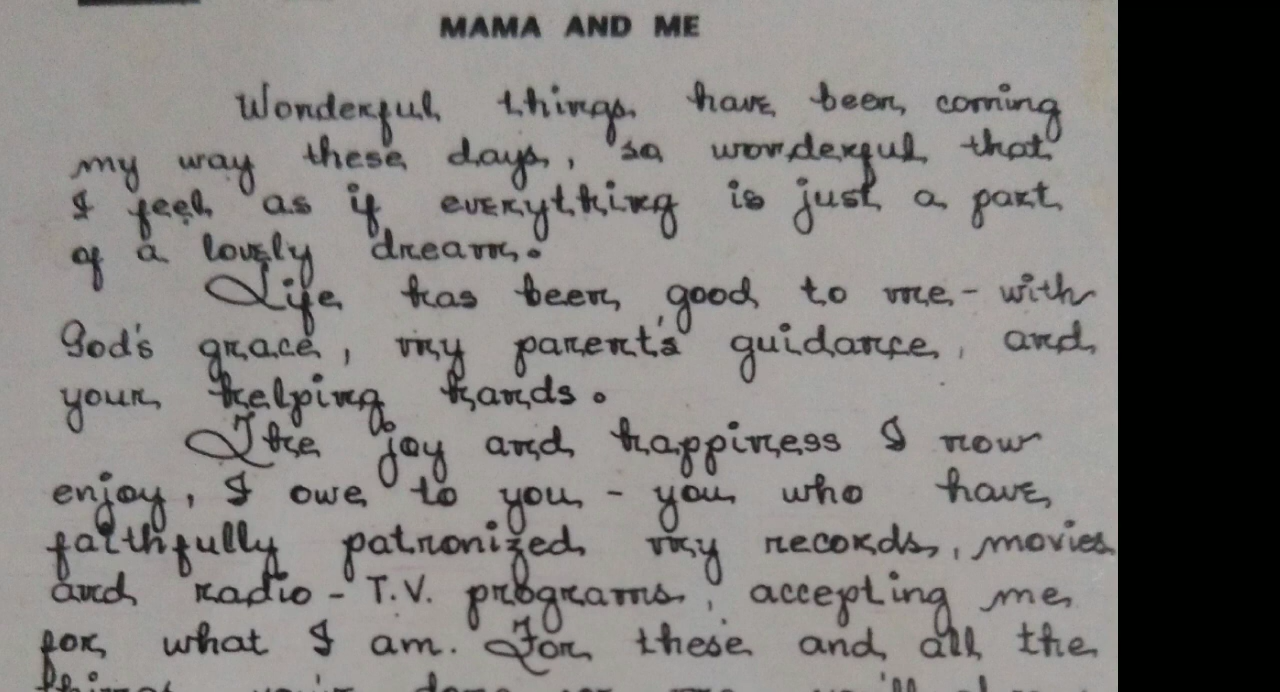 MAMA AND ME
Wonderful things have been coming
my way these days, so wonderful that
I feel as if everything is just a part
of a lovely dream.
Life has been good to me - with
God's grace, my parent's guidance, and
your helping hands.
The joy and happiness I now
enjoy, I owe to you - you who have
faithfully patronized my records, movies
and radio - T.V. programs, accepting me
for what I am. For these and all the